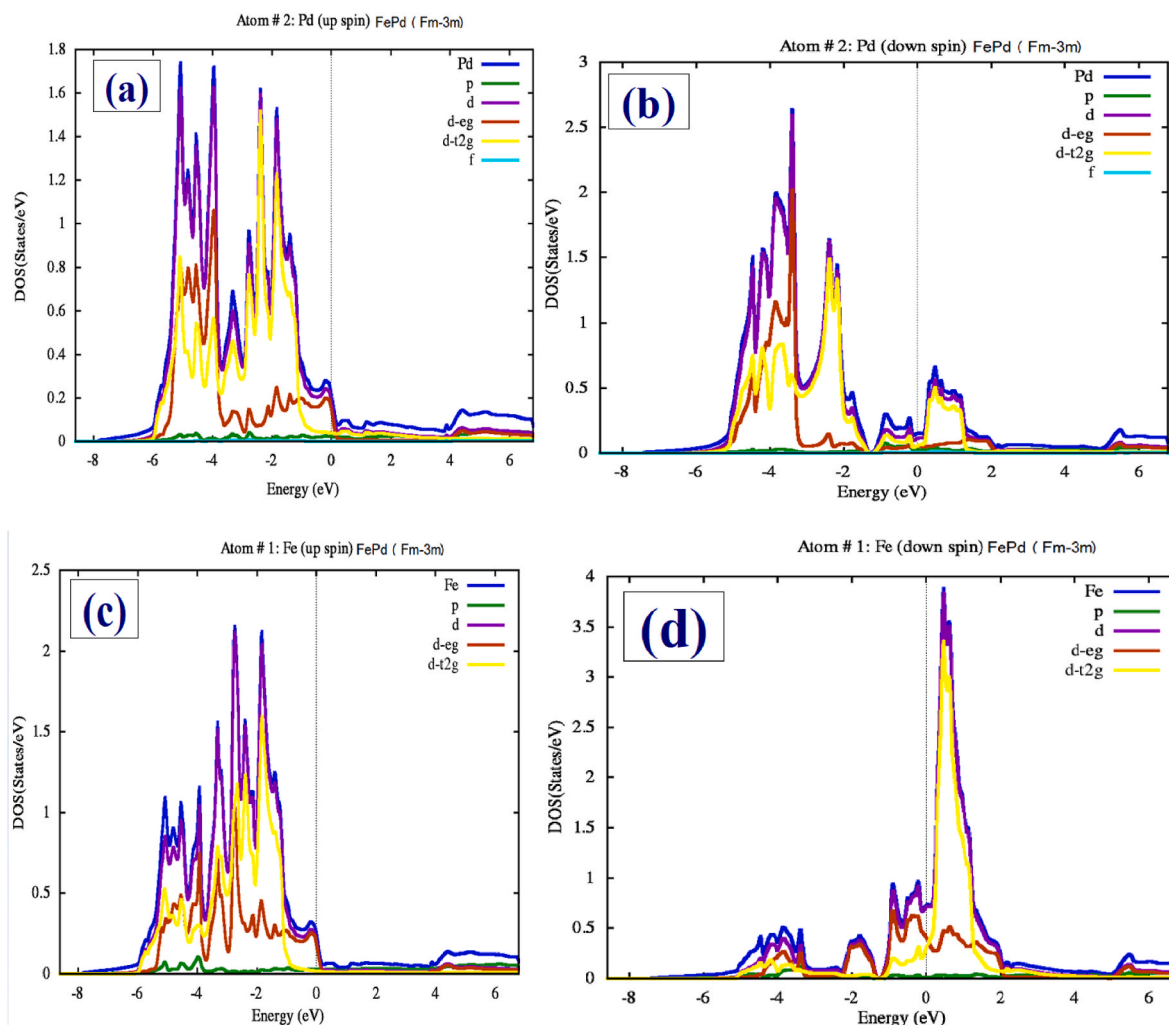 Atom # 2: Pd (up spin) FePd ( Fm-3m)
(a)
Pd
p
d
d-eg
d-t2g
f
DOS(States/eV)
1.8
1.6
1.4
1.2
1
0.8
0.6
0.4
0.2
0
-8 -6 -4 -2 0 2 4 6
Energy (eV)
Atom # 2: Pd (down spin) FePd ( Fm-3m)
(b)
Pd
p
d
d-eg
d-t2g
f
DOS(States/eV)
3
2.5
2
1.5
1
0.5
0
-8 -6 -4 -2 0 2 4 6
Energy (eV)
Atom # 1: Fe (up spin) FePd ( Fm-3m)
(c)
Fe
p
d
d-eg
d-t2g
DOS(States/eV)
2.5
2
1.5
1
0.5
0
-8 -6 -4 -2 0 2 4 6
Energy (eV)
Atom # 1: Fe (down spin) FePd ( Fm-3m)
(d)
Fe
p
d
d-eg
d-t2g
DOS(States/eV)
4
3.5
3
2.5
2
1.5
1
0.5
0
-8 -6 -4 -2 0 2 4 6
Energy (eV)